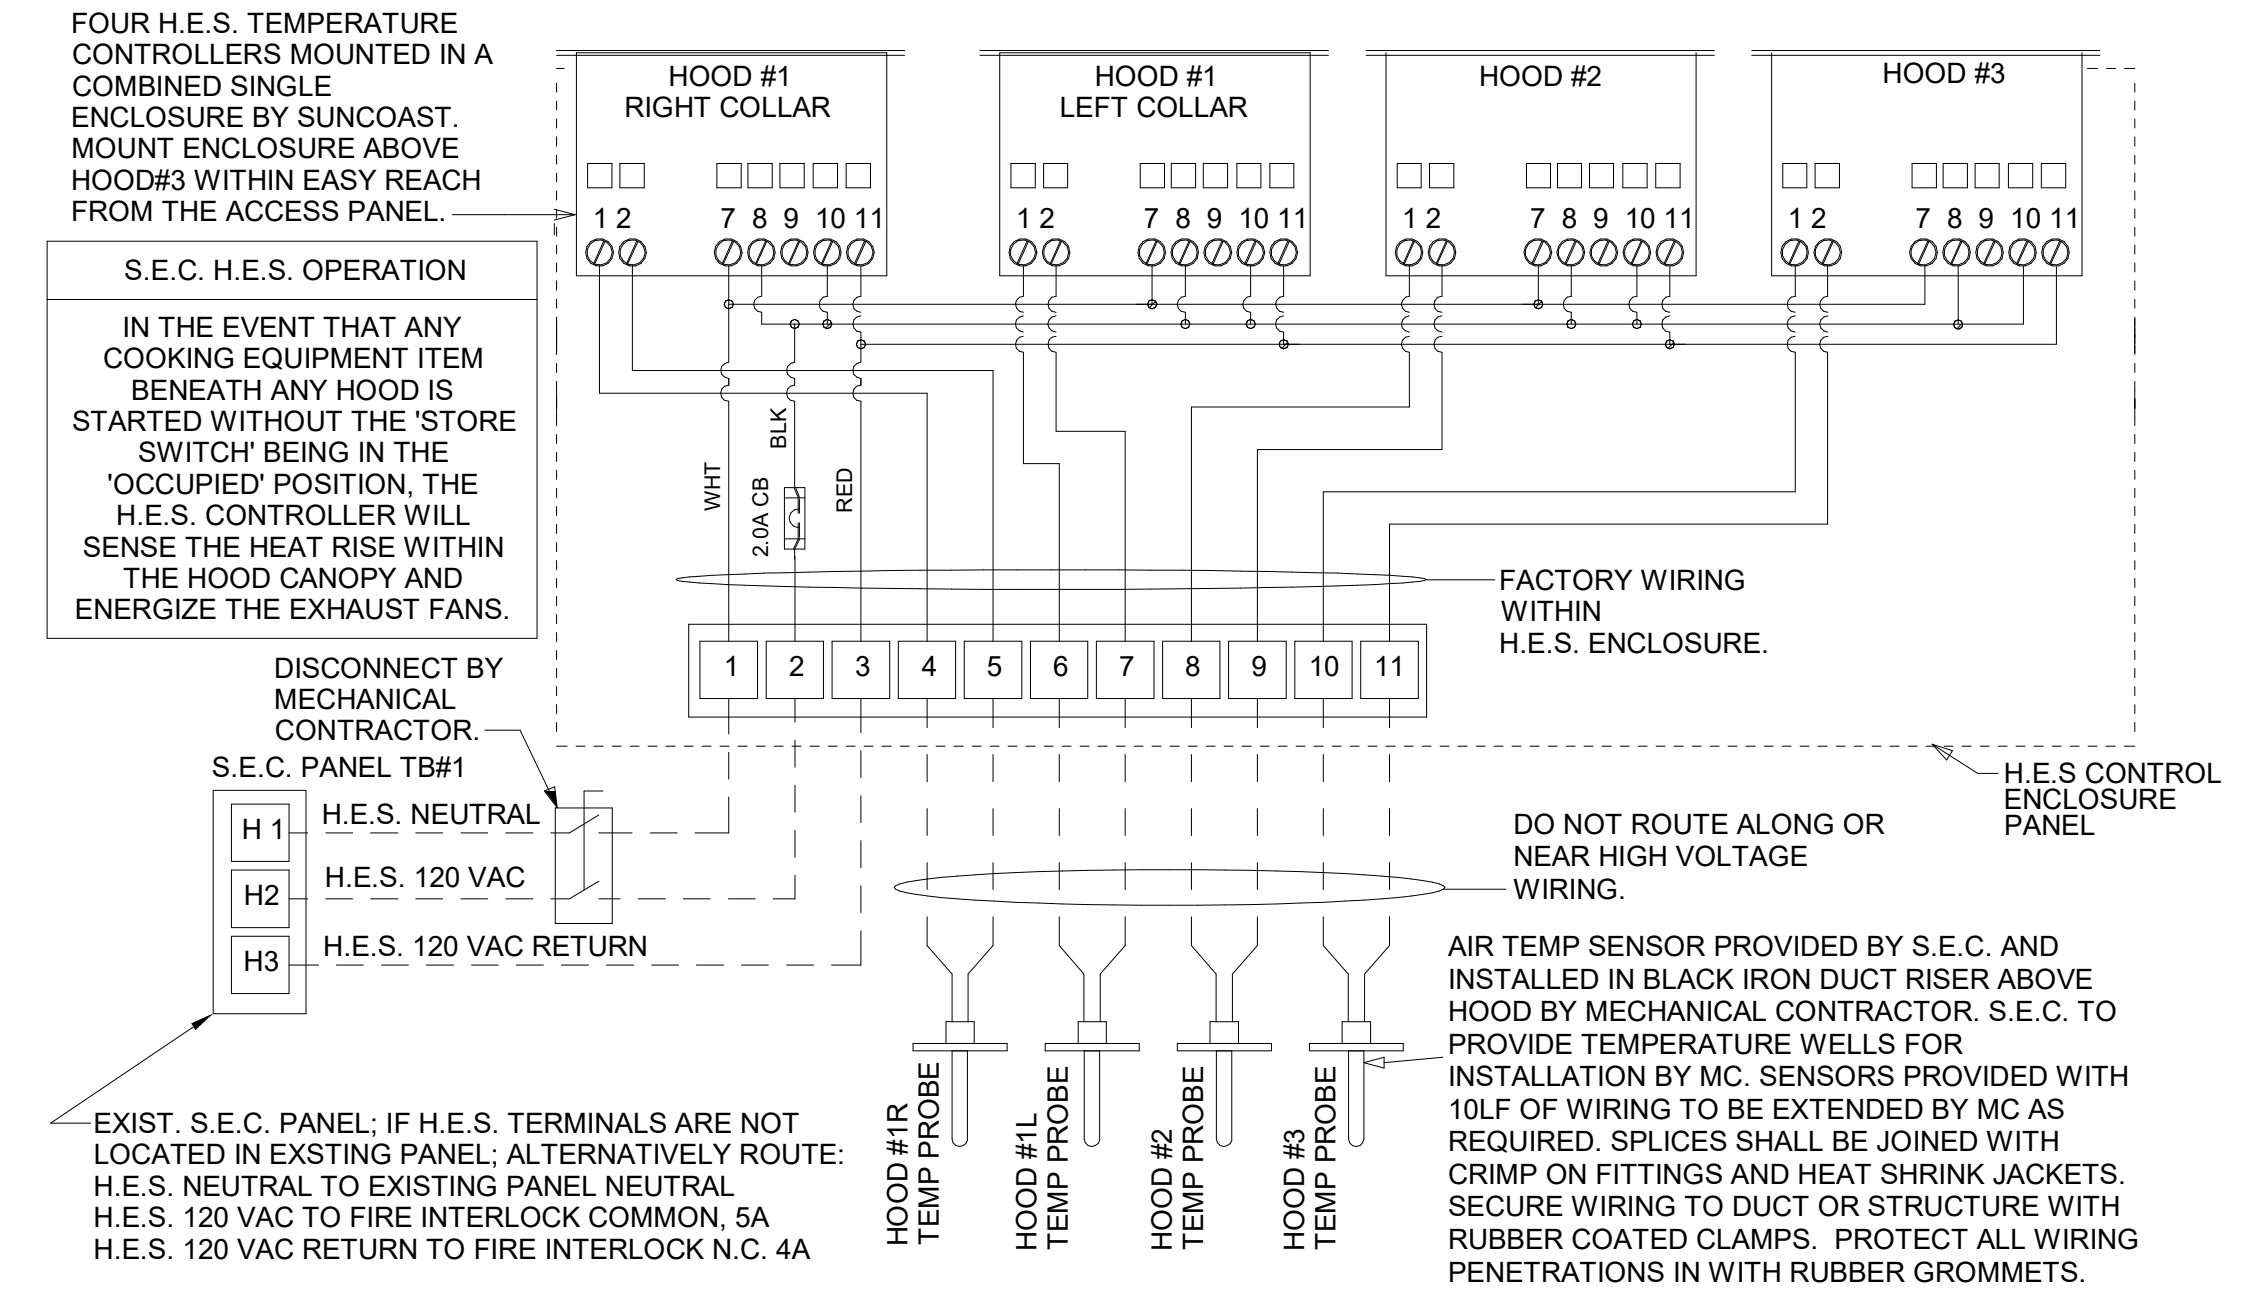 FOUR H.E.S. TEMPERATURE
CONTROLLERS MOUNTED IN A
COMBINED SINGLE
ENCLOSURE BY SUNCOAST.
MOUNT ENCLOSURE ABOVE
HOOD#3 WITHIN EASY REACH
FROM THE ACCESS PANEL.
HOOD #1
RIGHT COLLAR
1 2 7 8 9 10 11
HOOD #1
LEFT COLLAR
1 2 7 8 9 10 11
HOOD #2
1 2 7 8 9 10 11
HOOD #3
1 2 7 8 9 10 11
S.E.C. H.E.S. OPERATION
IN THE EVENT THAT ANY
COOKING EQUIPMENT ITEM
BENEATH ANY HOOD IS
STARTED WITHOUT THE 'STORE
SWITCH' BEING IN THE
'OCCUPIED' POSITION, THE
H.E.S. CONTROLLER WILL
SENSE THE HEAT RISE WITHIN
THE HOOD CANOPY AND
ENERGIZE THE EXHAUST FANS.
WHT
BLK
2.0A CB
RED
FACTORY WIRING
WITHIN
H.E.S. ENCLOSURE.
1 2 3 4 5 6 7 8 9 10 11
DISCONNECT BY
MECHANICAL
CONTRACTOR.
S.E.C. PANEL TB#1
H 1
H.E.S. NEUTRAL
H2
H.E.S. 120 VAC
H3
H.E.S. 120 VAC RETURN
H.E.S CONTROL
ENCLOSURE
PANEL
DO NOT ROUTE ALONG OR
NEAR HIGH VOLTAGE
WIRING.
AIR TEMP SENSOR PROVIDED BY S.E.C. AND
INSTALLED IN BLACK IRON DUCT RISER ABOVE
HOOD BY MECHANICAL CONTRACTOR. S.E.C. TO
PROVIDE TEMPERATURE WELLS FOR
INSTALLATION BY MC. SENSORS PROVIDED WITH
10LF OF WIRING TO BE EXTENDED BY MC AS
REQUIRED. SPLICES SHALL BE JOINED WITH
CRIMP ON FITTINGS AND HEAT SHRINK JACKETS.
SECURE WIRING TO DUCT OR STRUCTURE WITH
RUBBER COATED CLAMPS. PROTECT ALL WIRING
PENETRATIONS IN WITH RUBBER GROMMETS.
HOOD #1R
TEMP PROBE
HOOD #1L
TEMP PROBE
HOOD #2
TEMP PROBE
HOOD #3
TEMP PROBE
EXIST. S.E.C. PANEL; IF H.E.S. TERMINALS ARE NOT
LOCATED IN EXSTING PANEL; ALTERNATIVELY ROUTE:
H.E.S. NEUTRAL TO EXISTING PANEL NEUTRAL
H.E.S. 120 VAC TO FIRE INTERLOCK COMMON, 5A
H.E.S. 120 VAC RETURN TO FIRE INTERLOCK N.C. 4A